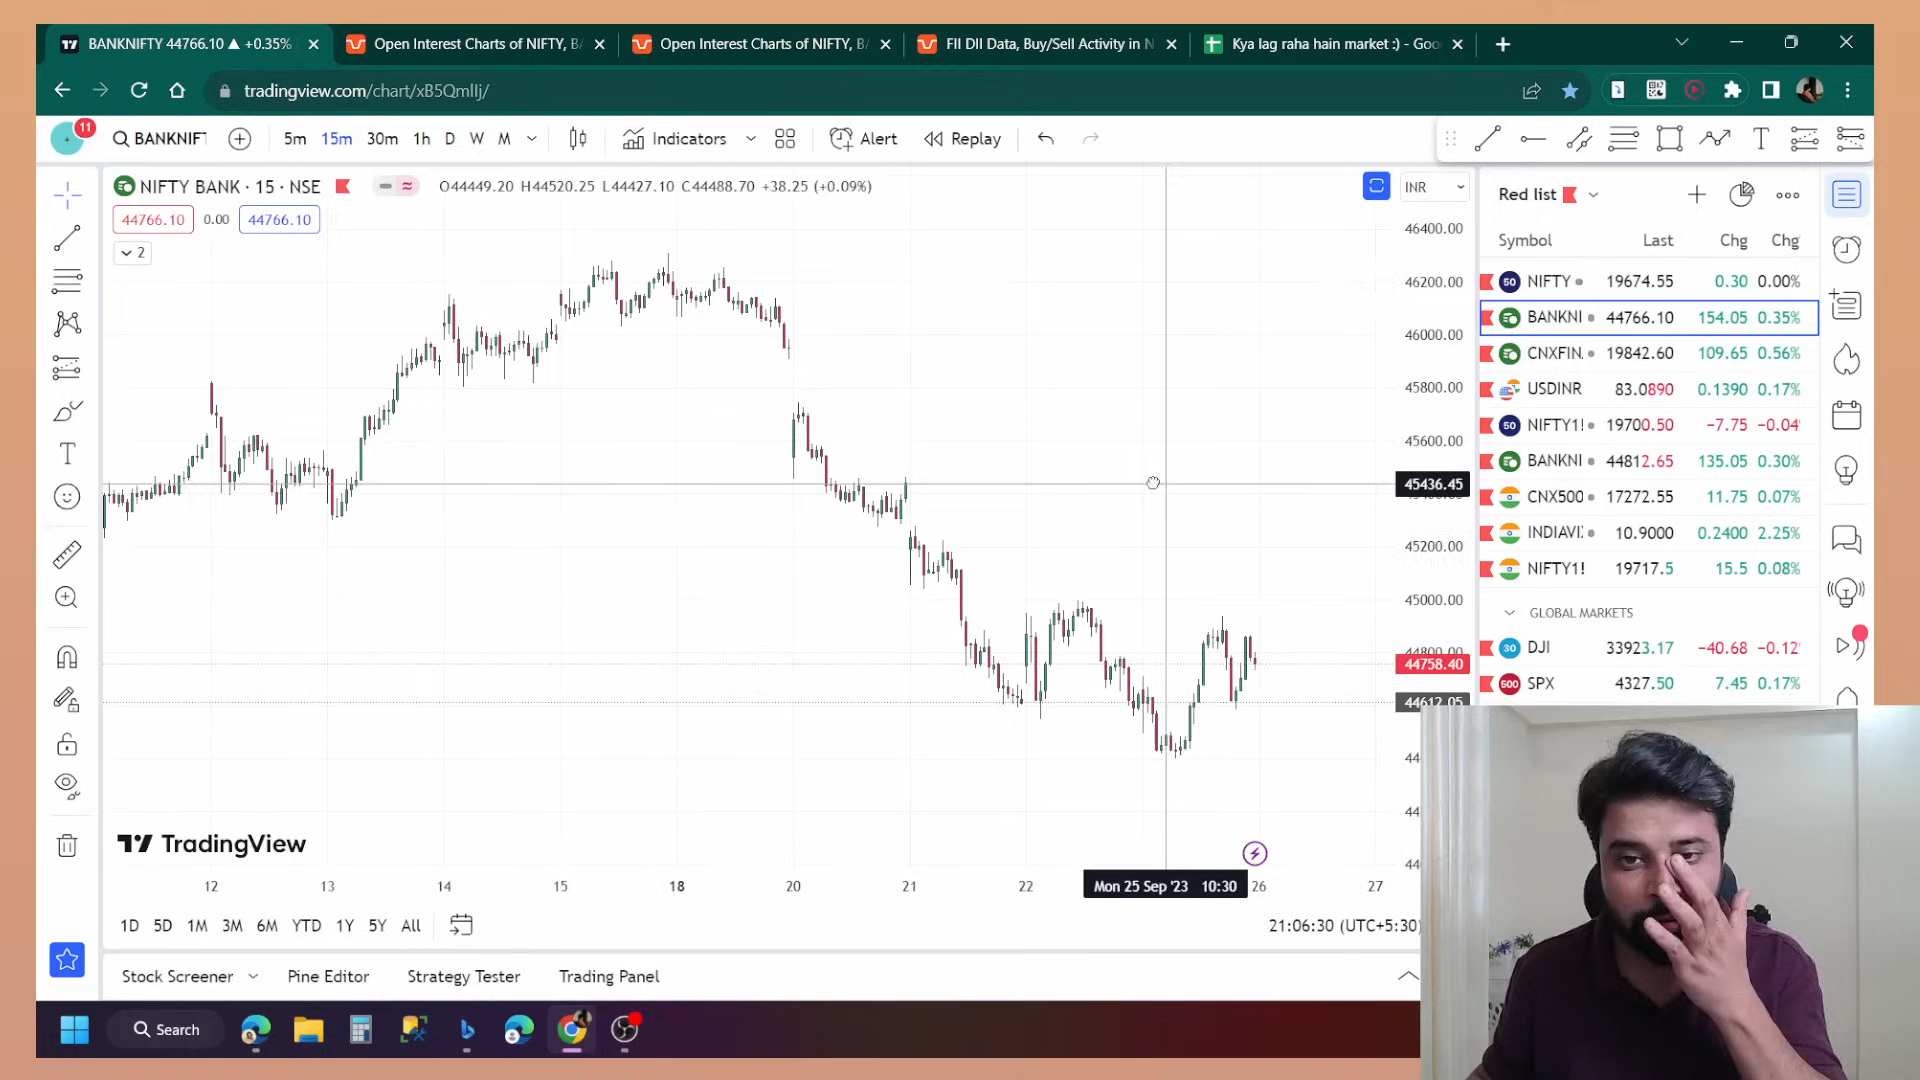 BANKNIFTY 44766.10 ▲ +0.35%
Open Interest Charts of NIFTY, B
Open Interest Charts of NIFTY, B
FII DII Data, Buy/Sell Activity in N
Kya lag raha hain market :) - Goo
tradingview.com/chart/xB5QmlIj/
11
BANKNIFT
5m 15m 30m 1h D W M
Indicators
Alert
Replay
NIFTY BANK · 15 · NSE
O44449.20 H44520.25 L44427.10 C44488.70 +38.25 (+0.09%)
INR
44766.10 0.00 44766.10
2
46400.00
46200.00
46000.00
45800.00
45600.00
45436.45
45200.00
45000.00
44758.40
44612.05
TradingView
12 13 14 15 18 20 21 22 Mon 25 Sep '23 10:30 26 27
1D 5D 1M 3M 6M YTD 1Y 5Y All
21:06:30 (UTC+5:30)
Stock Screener
Pine Editor
Strategy Tester
Trading Panel
Red list
Symbol Last Chg Chg
50 NIFTY 19674.55 0.30 0.00%
BANKNI 44766.10 154.05 0.35%
CNXFIN. 19842.60 109.65 0.56%
USDINR 83.0890 0.1390 0.17%
50 NIFTY1! 19700.50 −7.75 −0.04
BANKNI 44812.65 135.05 0.30%
CNX500 17272.55 11.75 0.07%
INDIAVI: 10.9000 0.2400 2.25%
NIFTY1! 19717.5 15.5 0.08%
GLOBAL MARKETS
30 DJI 33923.17 −40.68 −0.12
500 SPX 4327.50 7.45 0.17%
Search